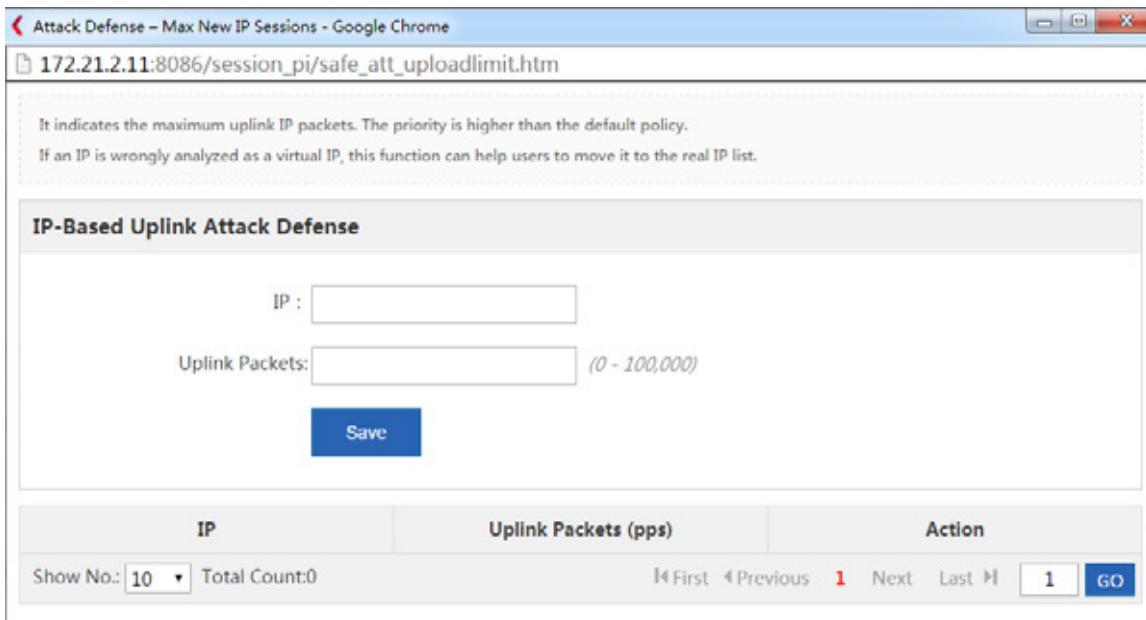 Attack Defense – Max New IP Sessions - Google Chrome
172.21.2.11:8086/session_pi/safe_att_uploadlimit.htm
It indicates the maximum uplink IP packets. The priority is higher than the default policy.
If an IP is wrongly analyzed as a virtual IP, this function can help users to move it to the real IP list.
IP-Based Uplink Attack Defense
IP :
Uplink Packets: (0 - 100,000)
Save
IP Uplink Packets (pps) Action
Show No.: 10 Total Count:0 First Previous 1 Next Last 1 GO